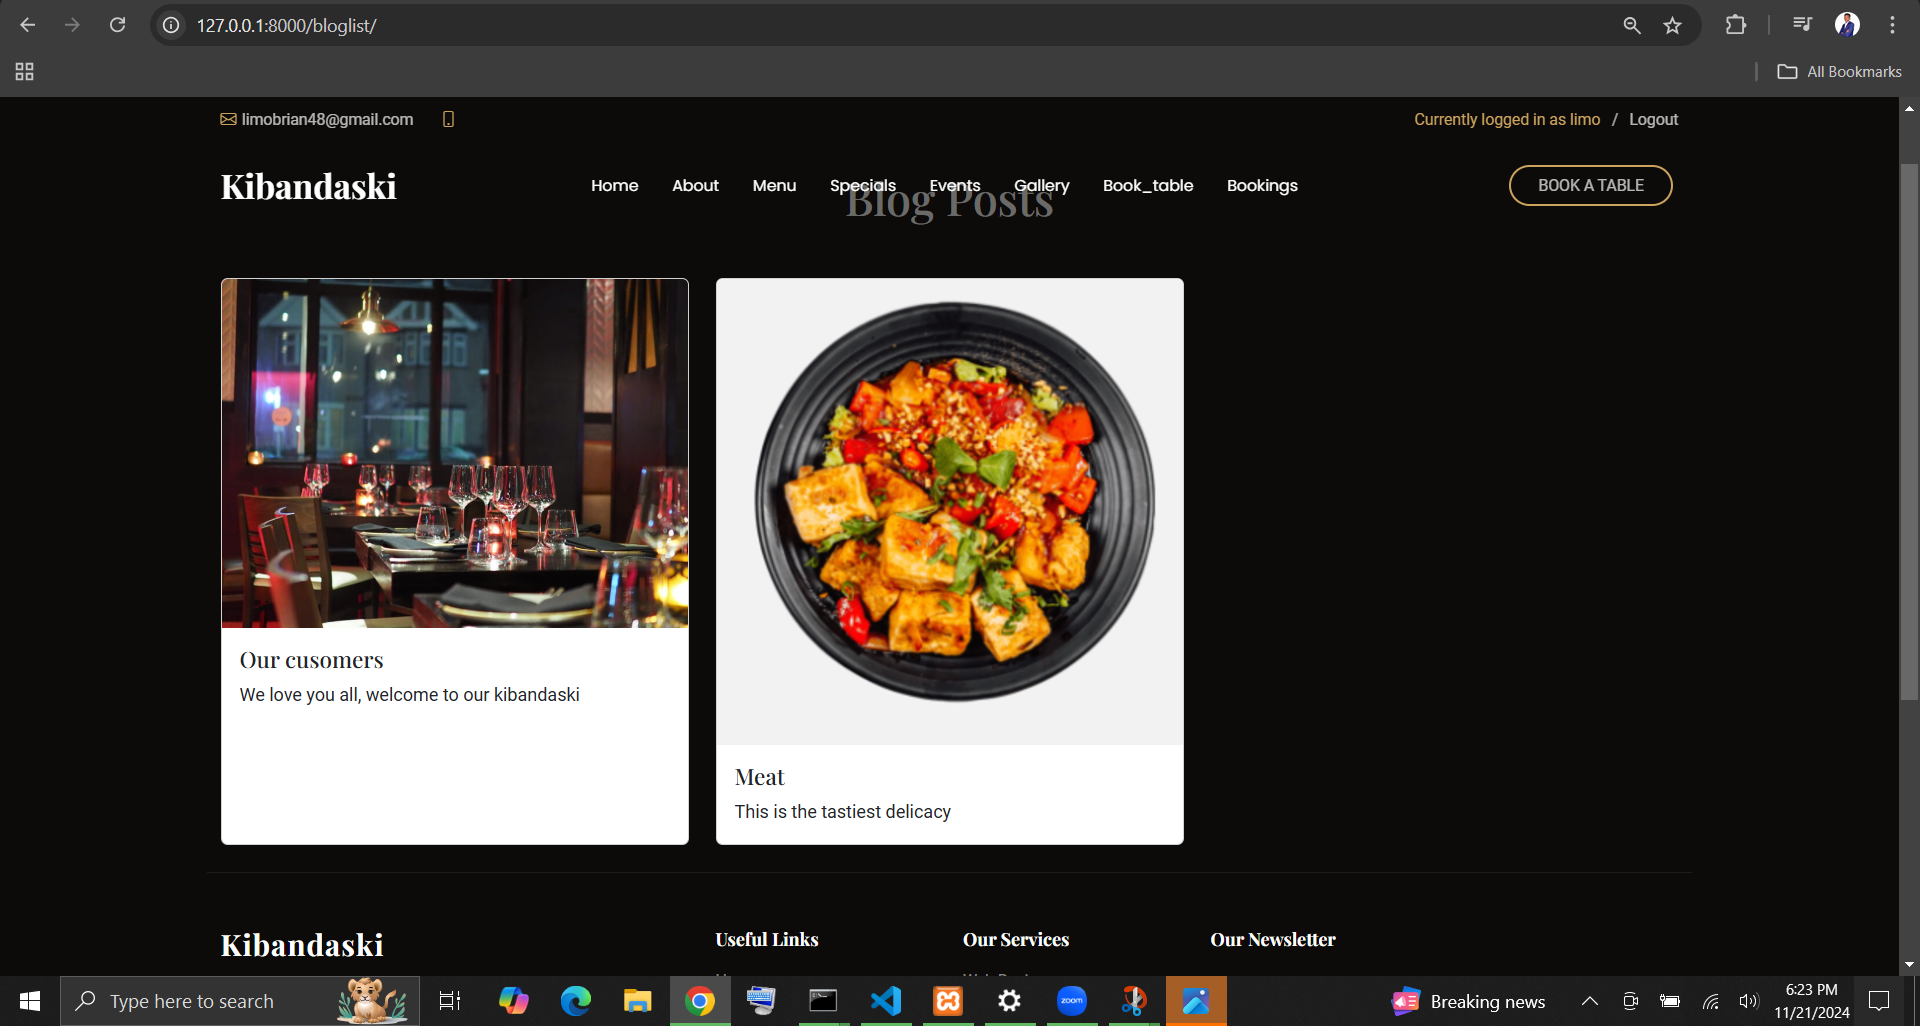 127.0.0.1:8000/bloglist/
All Bookmarks
limobrian48@gmail.com
Currently logged in as limo / Logout
Kibandaski
Home About Menu Specials Events Gallery Book_table Bookings
BOOK A TABLE
Blog Posts
Our cusomers
We love you all, welcome to our kibandaski
Meat
This is the tastiest delicacy
Kibandaski
Useful Links
Our Services
Our Newsletter
Type here to search
zoom
Breaking news
6:23 PM
11/21/2024